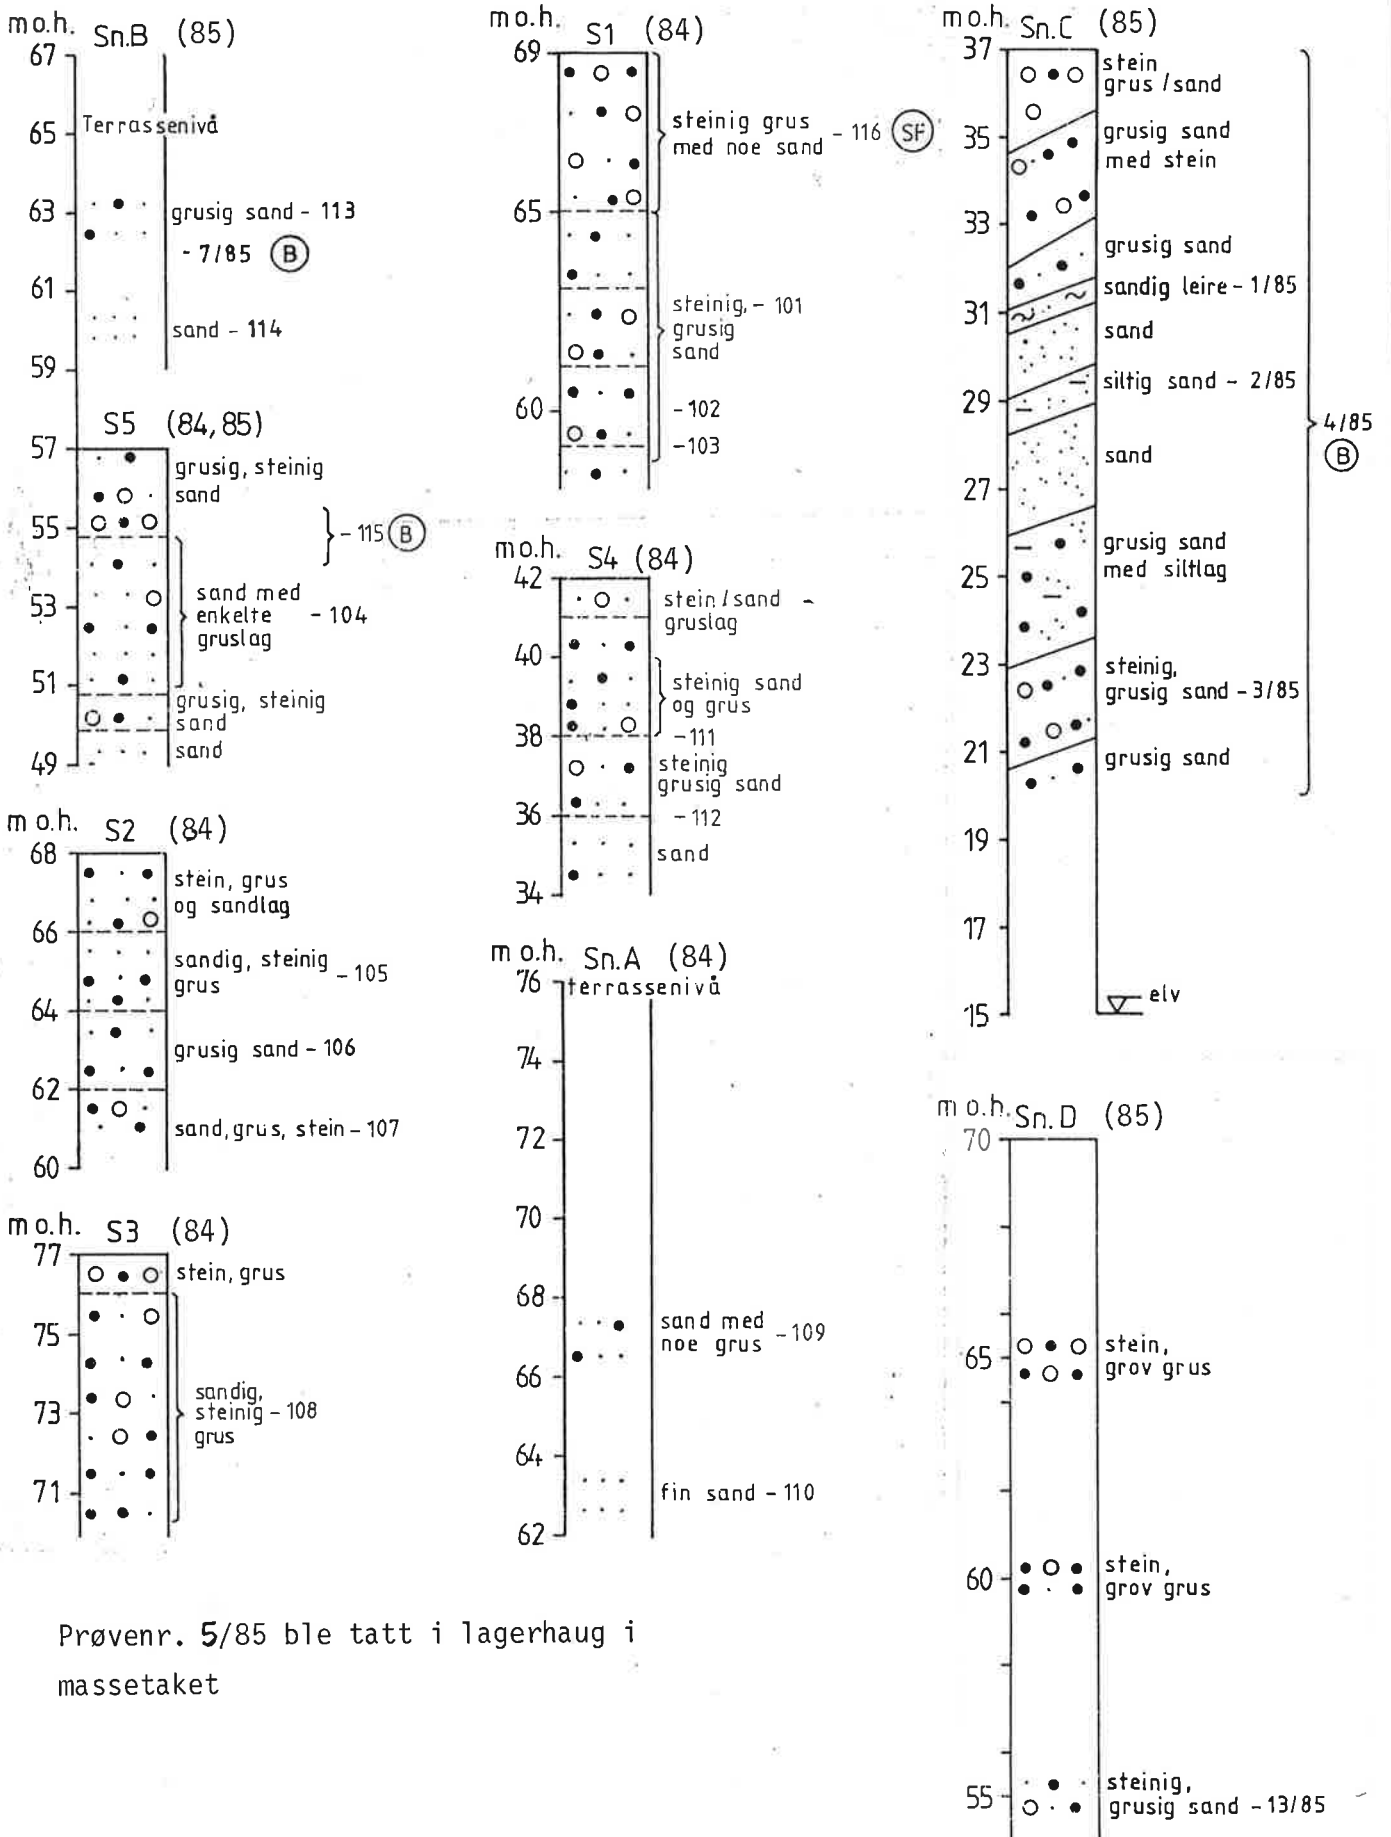 m o.h. Sn.B (85)
67
Terrassenivå
65
63
grusig sand - 113
- 7/85 B
61
sand - 114
59
S5 (84,85)
57
grusig, steinig
sand
55
- 115 B
53
sand med
enkelte - 104
gruslag
51
grusig, steinig
sand
49
sand
m o.h. S2 (84)
68
stein, grus
og sandlag
66
sandig, steinig - 105
grus
64
grusig sand - 106
62
sand, grus, stein - 107
60
m o.h. S3 (84)
77
stein, grus
75
sandig,
73
steinig - 108
grus
71
m o.h. S1 (84)
69
steinig grus
med noe sand - 116 SF
65
steinig, - 101
grusig
sand
60
- 102
- 103
m o.h. S4 (84)
42
stein / sand -
gruslag
40
steinig sand
og grus
38
- 111
steinig
grusig sand
36
- 112
sand
34
m o.h. Sn.A (84)
76
terrassenivå
74
72
70
68
sand med
noe grus - 109
66
64
fin sand - 110
62
m o.h. Sn.C (85)
37
stein
grus / sand
35
grusig sand
med stein
33
grusig sand
sandig leire - 1/85
31
sand
siltig sand - 2/85
29
4/85
B
sand
27
grusig sand
med siltlag
25
23
steinig,
grusig sand - 3/85
21
grusig sand
19
17
15
elv
m o.h. Sn.D (85)
70
65
stein,
grov grus
60
stein,
grov grus
55
steinig,
grusig sand - 13/85
Prøvenr. 5/85 ble tatt i lagerhaug i
massetaket